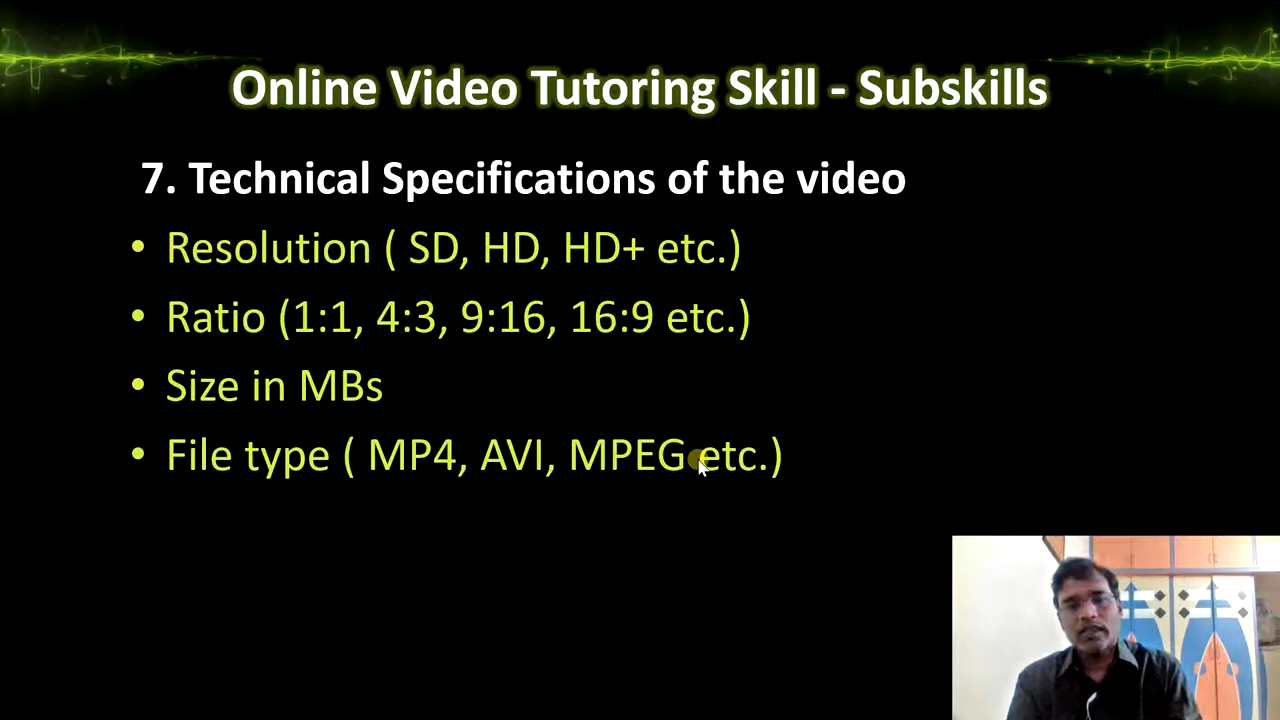 Online Video Tutoring Skill - Subskills
7. Technical Specifications of the video
• Resolution ( SD, HD, HD+ etc.)
• Ratio (1:1, 4:3, 9:16, 16:9 etc.)
• Size in MBs
• File type ( MP4, AVI, MPEG etc.)